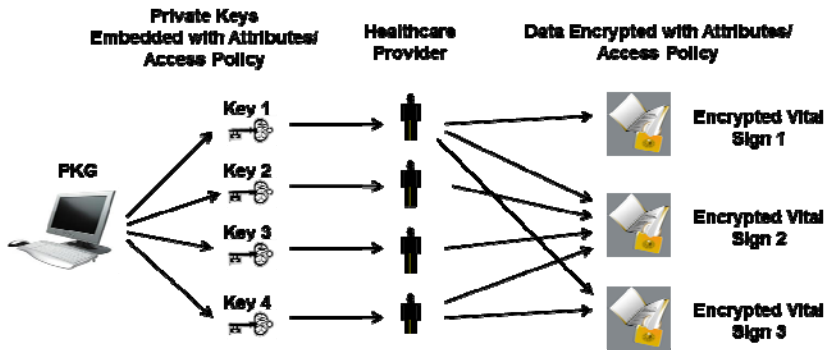 Private Keys
Embedded with Attributes/
Access Policy
Healthcare
Provider
Data Encrypted with Attributes/
Access Policy
PKG
Key 1
Key 2
Key 3
Key 4
Encrypted Vital
Sign 1
Encrypted Vital
Sign 2
Encrypted Vital
Sign 3